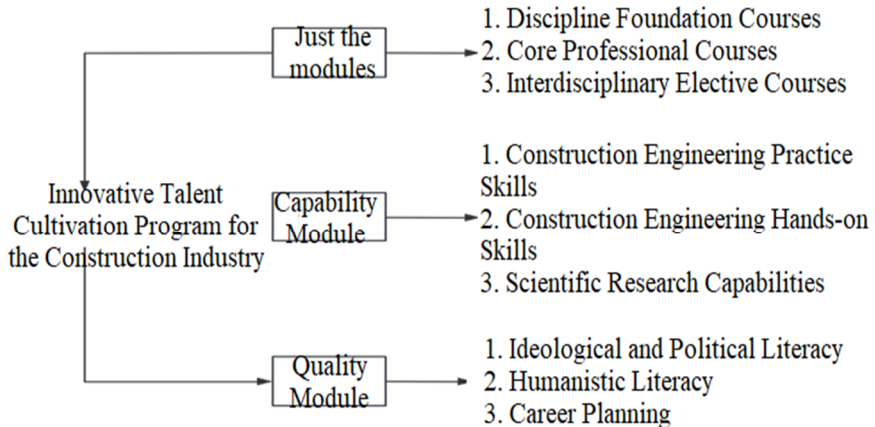 Just the
modules
1. Discipline Foundation Courses
2. Core Professional Courses
3. Interdisciplinary Elective Courses
Innovative Talent
Cultivation Program for
the Construction Industry
Capability
Module
1. Construction Engineering Practice
Skills
2. Construction Engineering Hands-on
Skills
3. Scientific Research Capabilities
Quality
Module
1. Ideological and Political Literacy
2. Humanistic Literacy
3. Career Planning